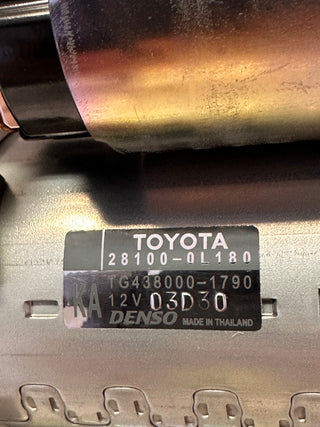 TOYOTA
28100-0L180
TG438000-1790
KA 12V 03D30
DENSO MADE IN THAILAND